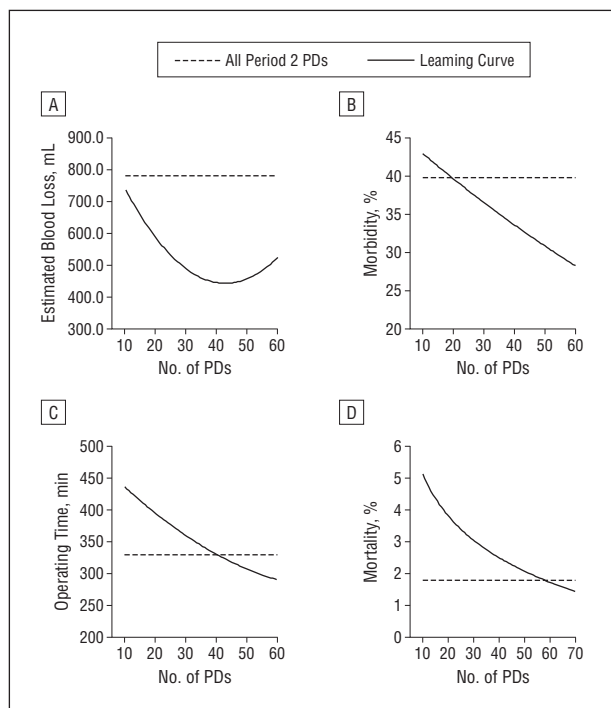 All Period 2 PDs
Learning Curve
A
Estimated Blood Loss, mL
900.0
800.0
700.0
600.0
500.0
400.0
300.0
10 20 30 40 50 60
No. of PDs
B
Morbidity, %
45
40
35
30
25
20
10 20 30 40 50 60
No. of PDs
C
Operating Time, min
500
450
400
350
300
250
200
10 20 30 40 50 60
No. of PDs
D
Mortality, %
6
5
4
3
2
1
0
10 20 30 40 50 60 70
No. of PDs